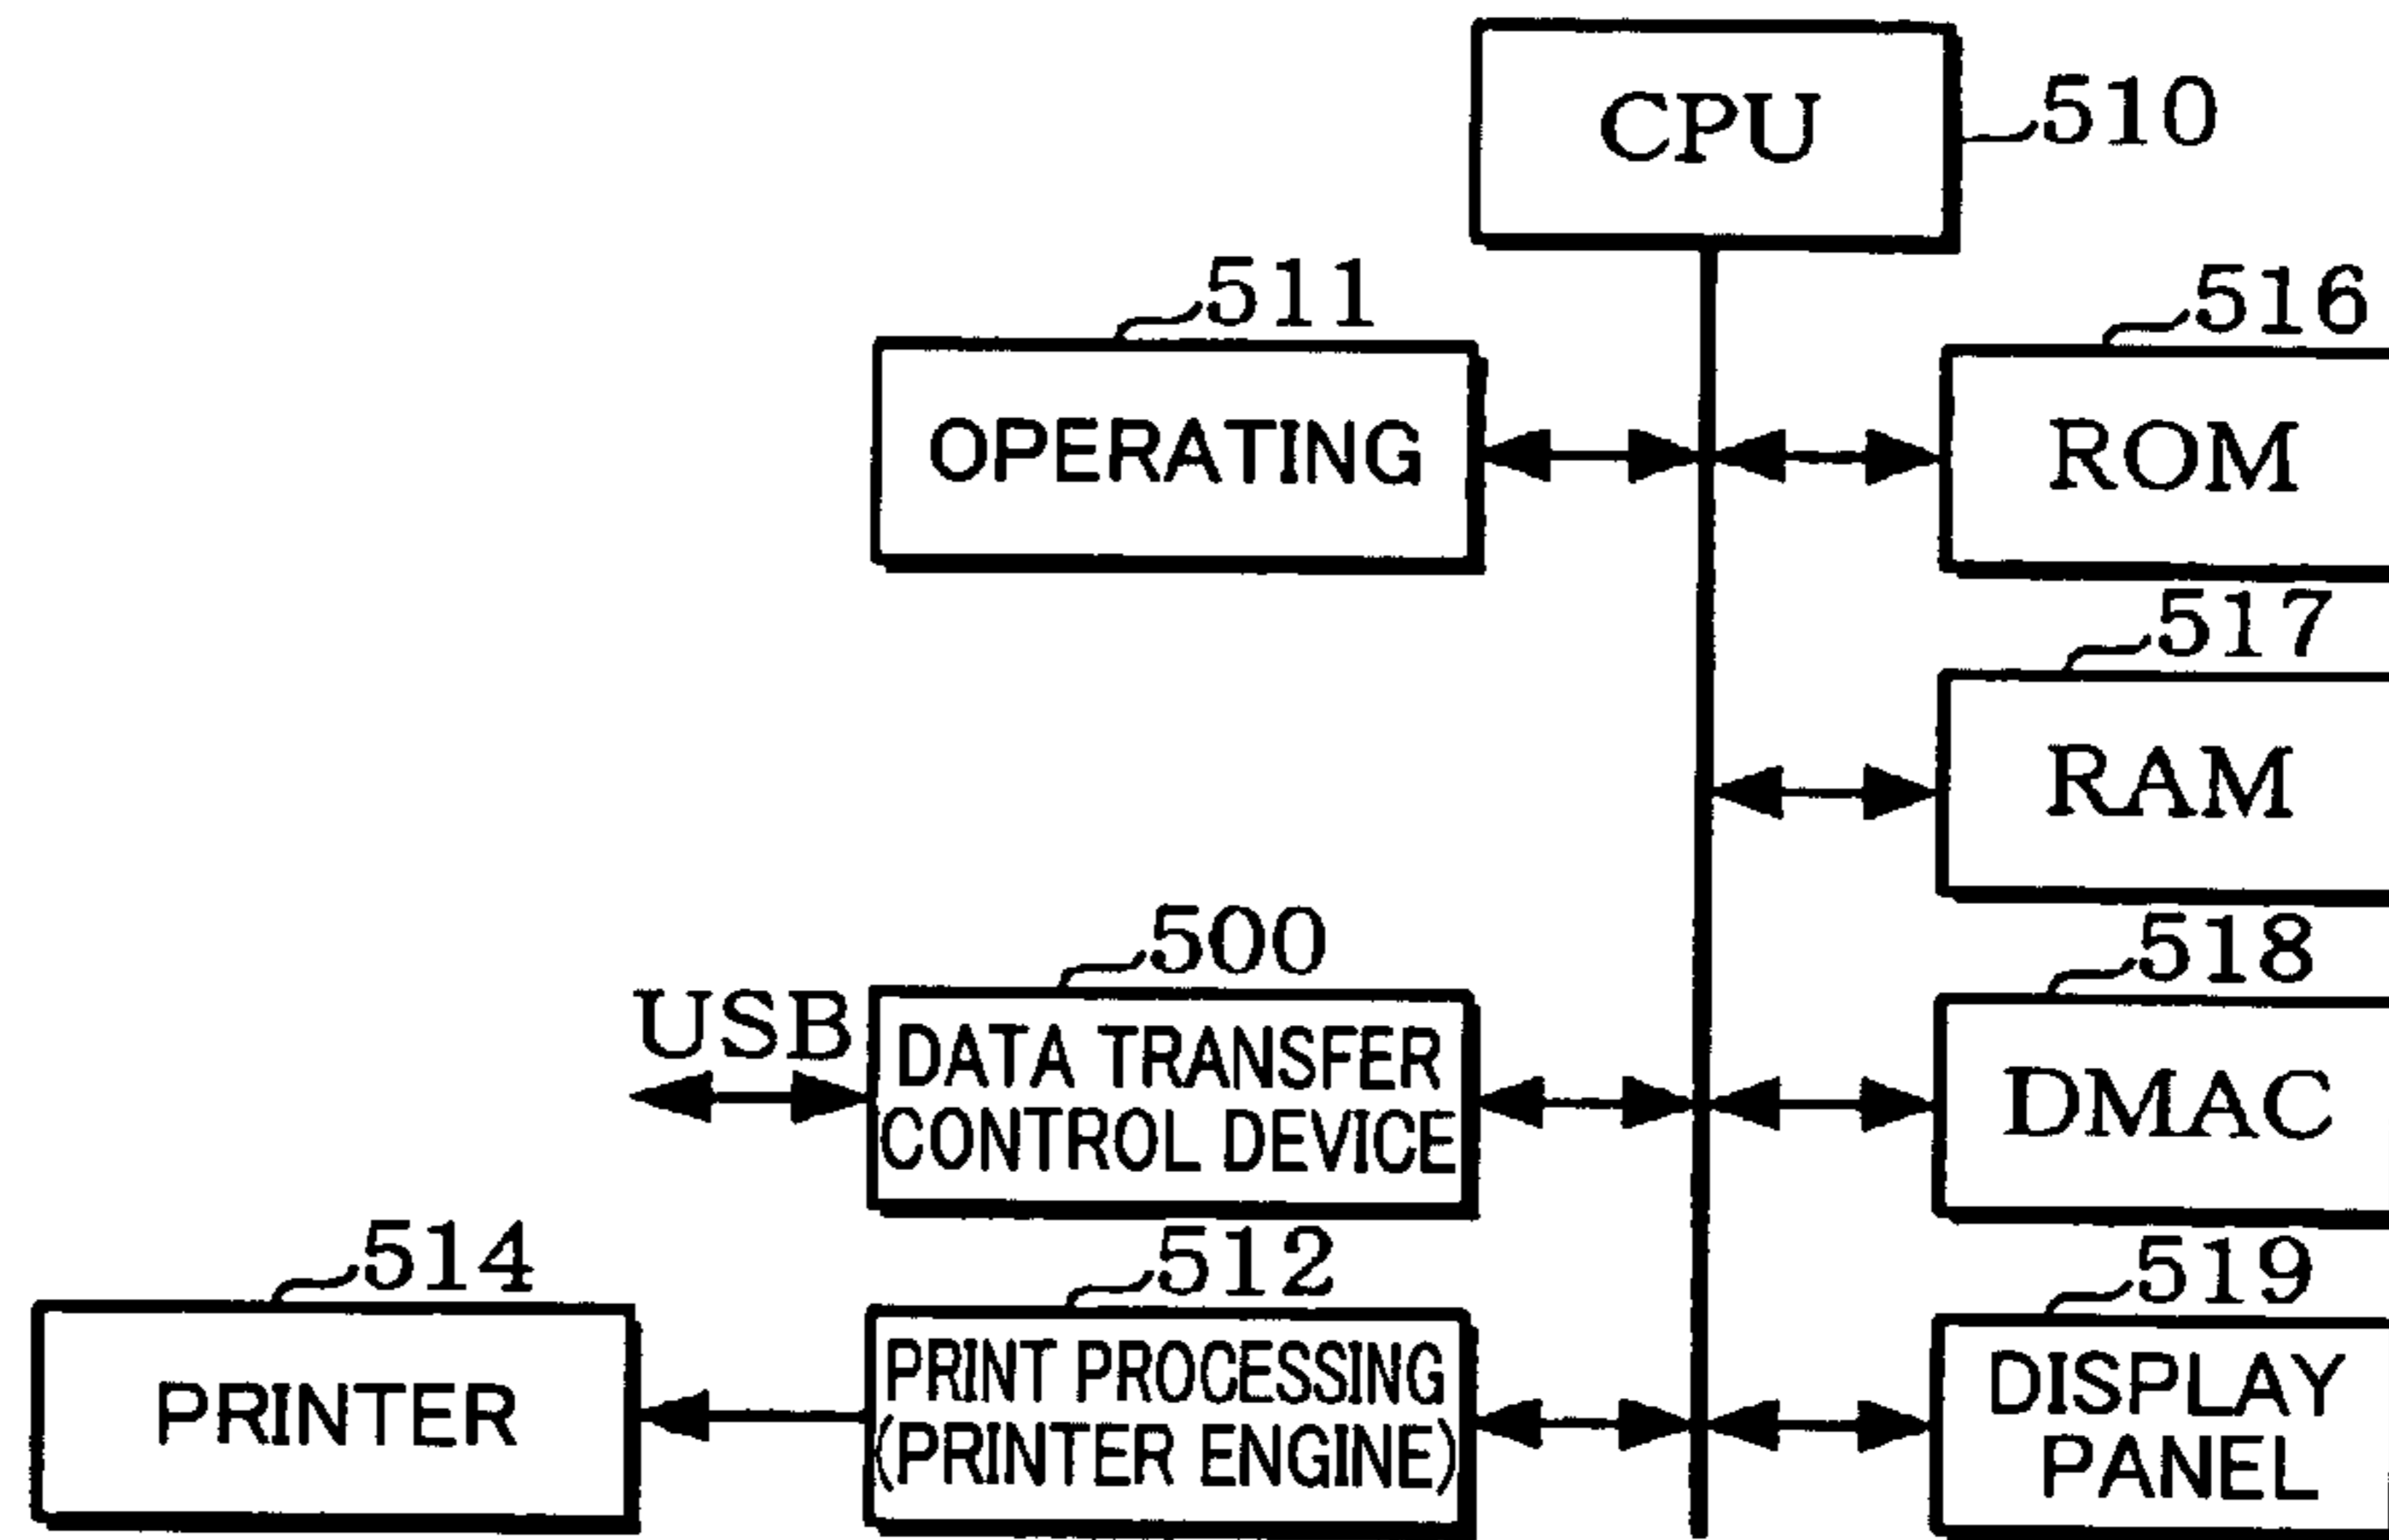 CPU
510
511
516
OPERATING
ROM
517
RAM
500
518
USB
DATA TRANSFER
CONTROL DEVICE
DMAC
514
512
519
PRINTER
PRINT PROCESSING
(PRINTER ENGINE)
DISPLAY
PANEL